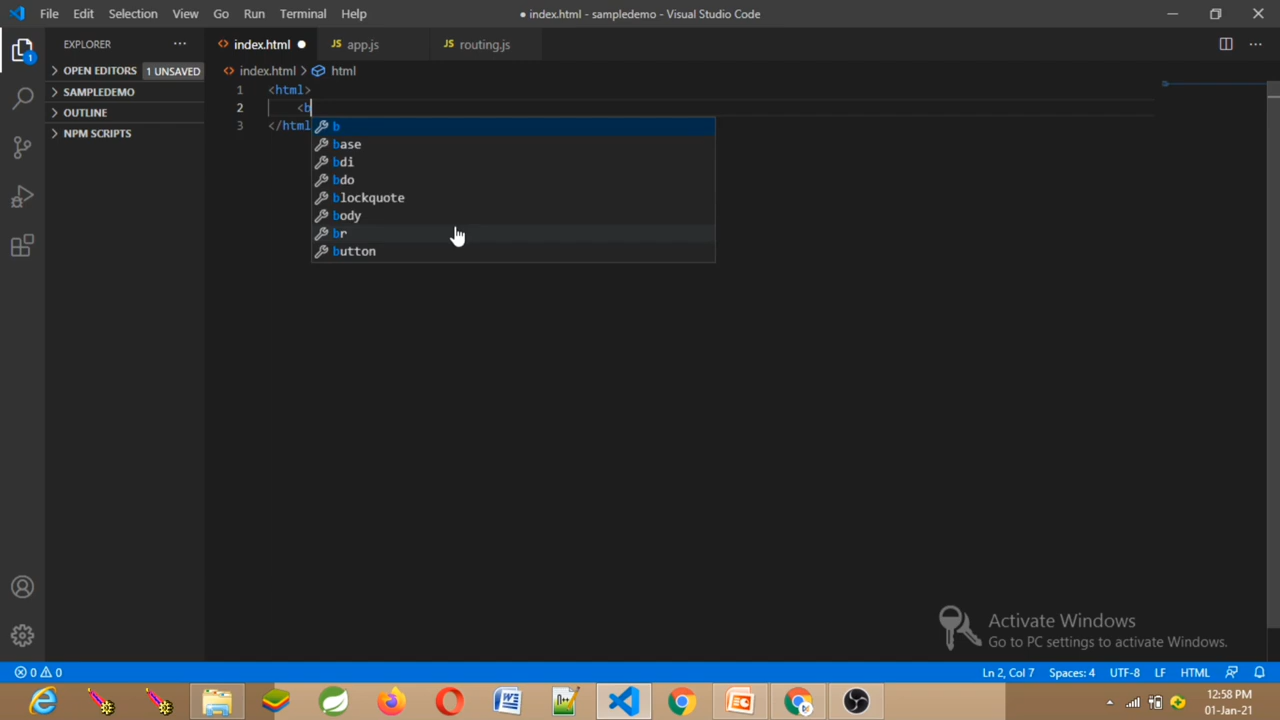 File Edit Selection View Go Run Terminal Help
● index.html - sampledemo - Visual Studio Code
EXPLORER ···
<> index.html ●
JS app.js
JS routing.js
OPEN EDITORS 1 UNSAVED
<> index.html > html
SAMPLEDEMO
OUTLINE
NPM SCRIPTS
1 <html>
2 <b
3 </html
b
base
bdi
bdo
blockquote
body
br
button
Activate Windows
Go to PC settings to activate Windows.
0 0
Ln 2, Col 7 Spaces: 4 UTF-8 LF HTML
12:58 PM
01-Jan-21